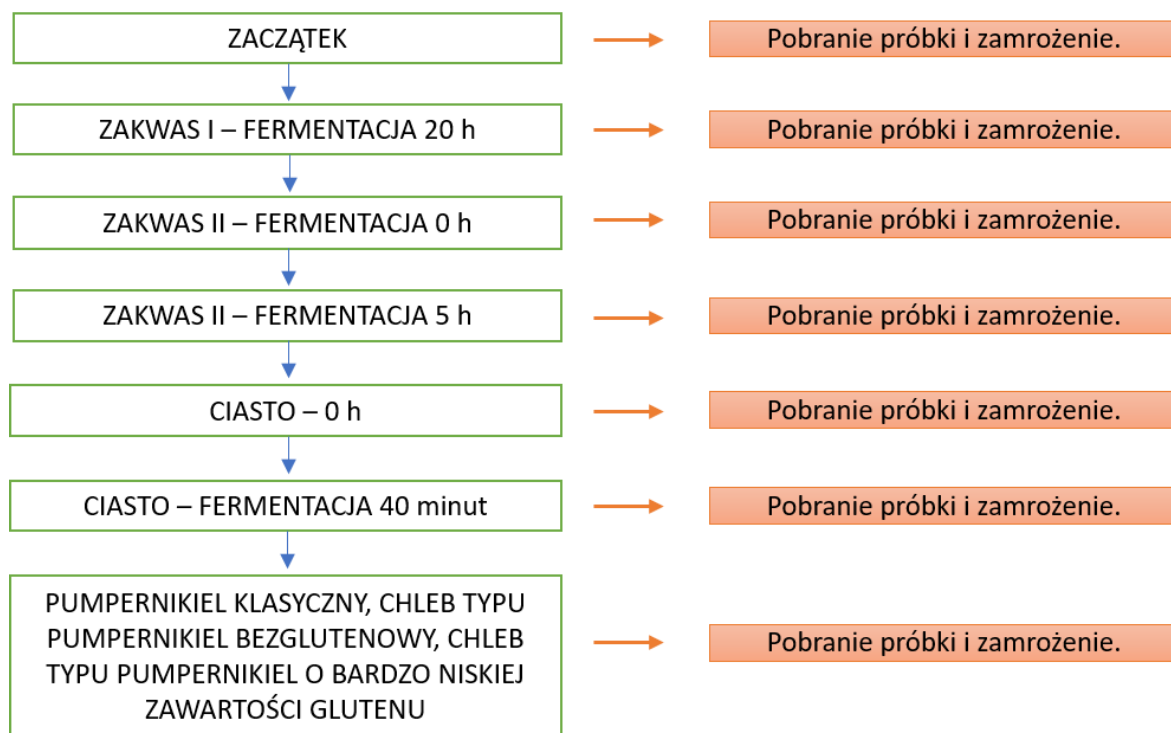 ZACZĄTEK
Pobranie próbki i zamrożenie.
ZAKWAS I – FERMENTACJA 20 h
Pobranie próbki i zamrożenie.
ZAKWAS II – FERMENTACJA 0 h
Pobranie próbki i zamrożenie.
ZAKWAS II – FERMENTACJA 5 h
Pobranie próbki i zamrożenie.
CIASTO – 0 h
Pobranie próbki i zamrożenie.
CIASTO – FERMENTACJA 40 minut
Pobranie próbki i zamrożenie.
PUMPERNIKIEL KLASYCZNY, CHLEB TYPU
PUMPERNIKIEL BEZGLUTENOWY, CHLEB
TYPU PUMPERNIKIEL O BARDZO NISKIEJ
ZAWARTOŚCI GLUTENU
Pobranie próbki i zamrożenie.